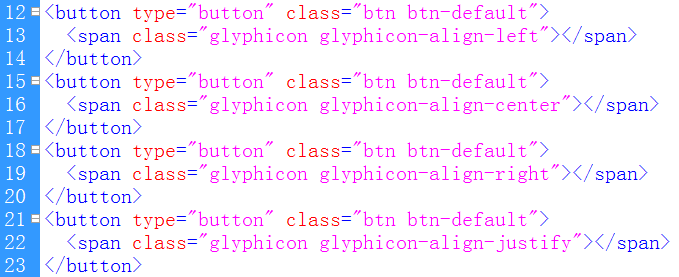 12 <button type="button" class="btn btn-default">
13   <span class="glyphicon glyphicon-align-left"></span>
14 </button>
15 <button type="button" class="btn btn-default">
16   <span class="glyphicon glyphicon-align-center"></span>
17 </button>
18 <button type="button" class="btn btn-default">
19   <span class="glyphicon glyphicon-align-right"></span>
20 </button>
21 <button type="button" class="btn btn-default">
22   <span class="glyphicon glyphicon-align-justify"></span>
23 </button>